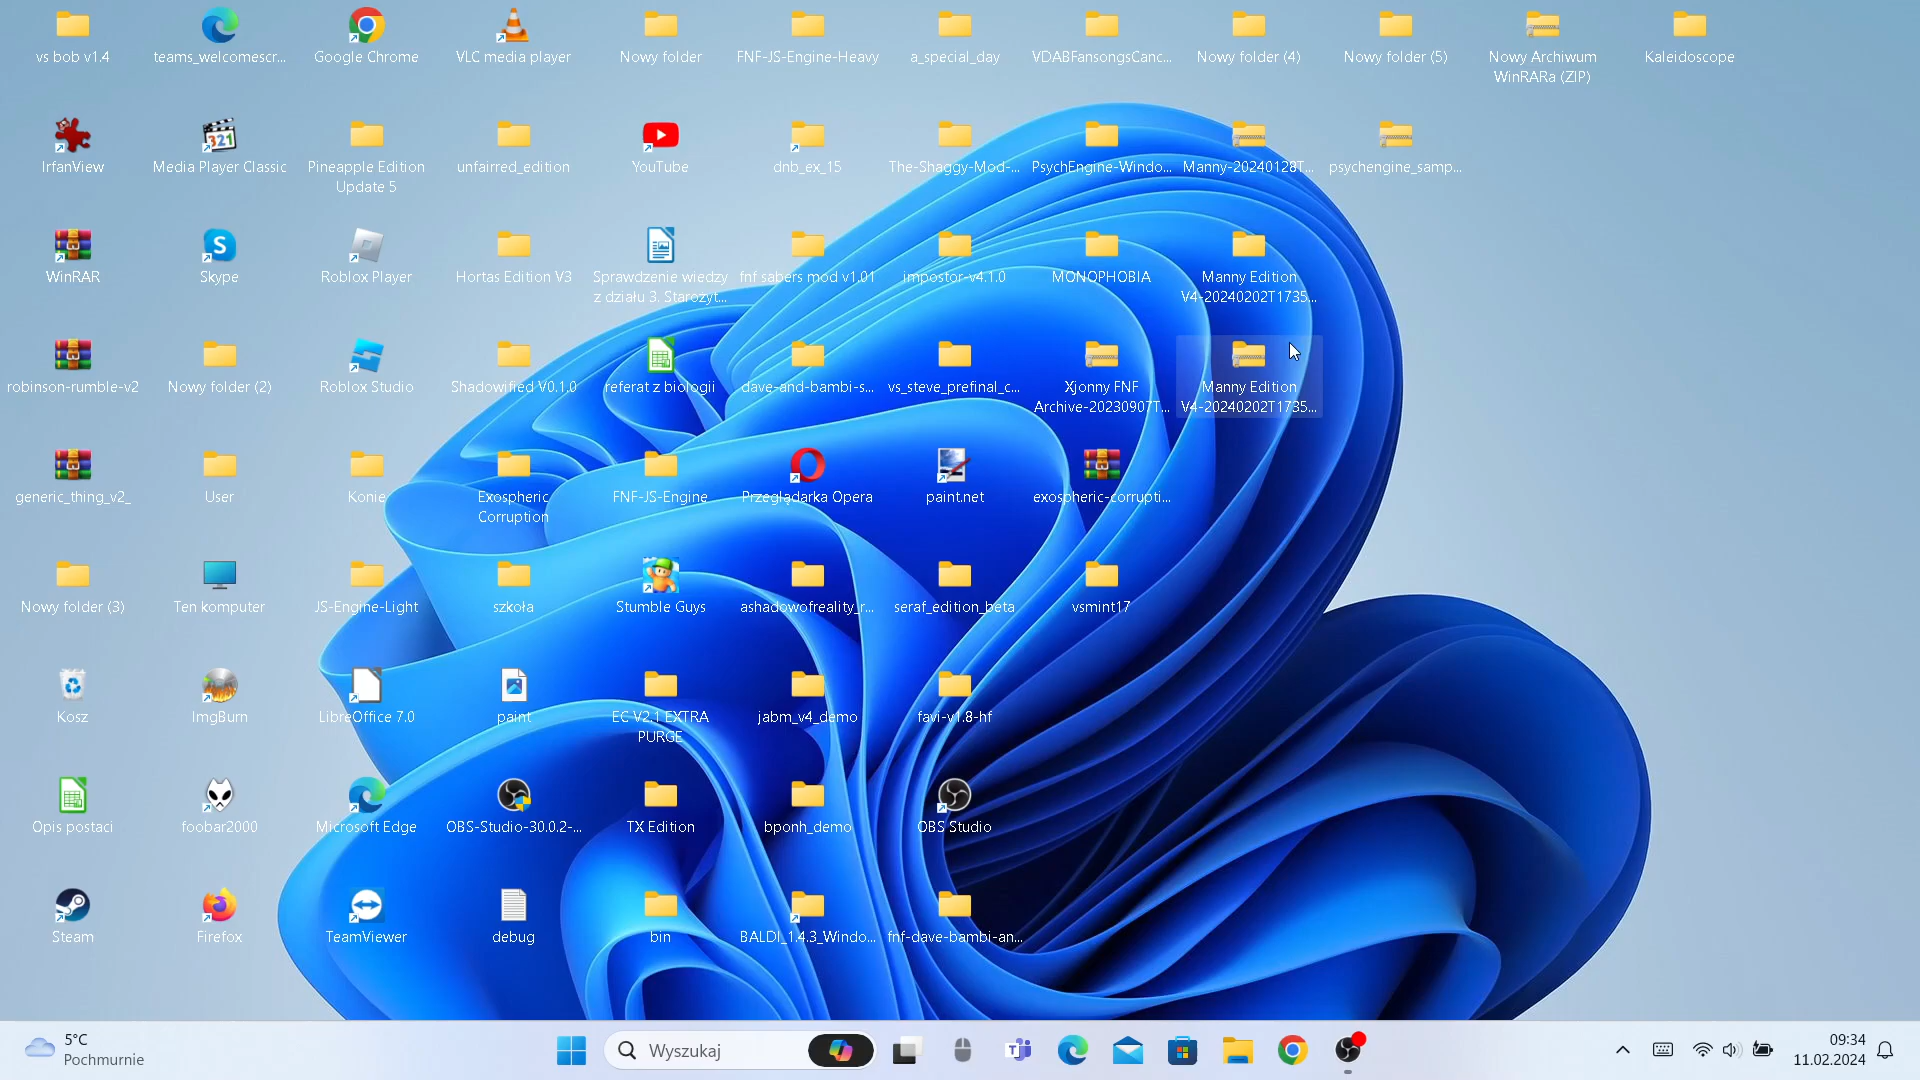 vs bob v1.4
teams_welcomescr...
Google Chrome
VLC media player
Nowy folder
FNF-JS-Engine-Heavy
a_special_day
VDABFansongsCanc...
Nowy folder (4)
Nowy folder (5)
Nowy Archiwum
WinRARa (ZIP)
Kaleidoscope
IrfanView
Media Player Classic
Pineapple Edition
Update 5
unfairred_edition
YouTube
dnb_ex_15
The-Shaggy-Mod-...
PsychEngine-Windo...
Manny-20240128T...
psychengine_samp...
WinRAR
Skype
Roblox Player
Hortas Edition V3
Sprawdzenie wiedzy
z działu 3. Starożyt...
fnf sabers mod v1.01
impostor-v4.1.0
MONOPHOBIA
Manny Edition
V4-20240202T1735...
robinson-rumble-v2
Nowy folder (2)
Roblox Studio
Shadowified V0.1.0
referat z biologii
dave-and-bambi-s...
vs_steve_prefinal_c...
Xjonny FNF
Archive-20230907T...
Manny Edition
V4-20240202T1735...
generic_thing_v2_
User
Konie
Exospheric
Corruption
FNF-JS-Engine
Przeglądarka Opera
paint.net
exospheric-corrupti...
Nowy folder (3)
Ten komputer
JS-Engine-Light
szkoła
Stumble Guys
ashadowofreality_r...
seraf_edition_beta
vsmint17
Kosz
ImgBurn
LibreOffice 7.0
paint
EC V2.1 EXTRA
PURGE
jabm_v4_demo
favi-v1.8-hf
Opis postaci
foobar2000
Microsoft Edge
OBS-Studio-30.0.2-...
TX Edition
bponh_demo
OBS Studio
Steam
Firefox
TeamViewer
debug
bin
BALDI_1.4.3_Windo...
fnf-dave-bambi-an...
5°C
Pochmurnie
Wyszukaj
09:34
11.02.2024